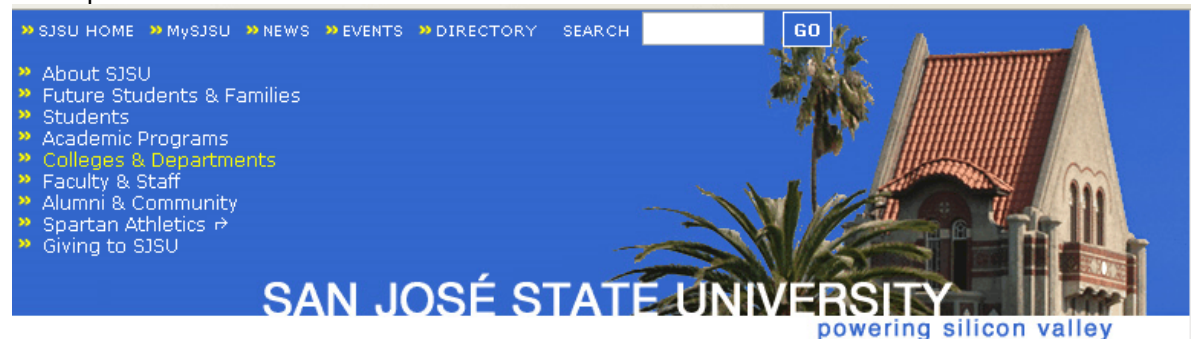 » SJSU HOME » MySJSU » NEWS » EVENTS » DIRECTORY SEARCH GO
» About SJSU
» Future Students & Families
» Students
» Academic Programs
» Colleges & Departments
» Faculty & Staff
» Alumni & Community
» Spartan Athletics
» Giving to SJSU
SAN JOSÉ STATE UNIVERSITY
powering silicon valley